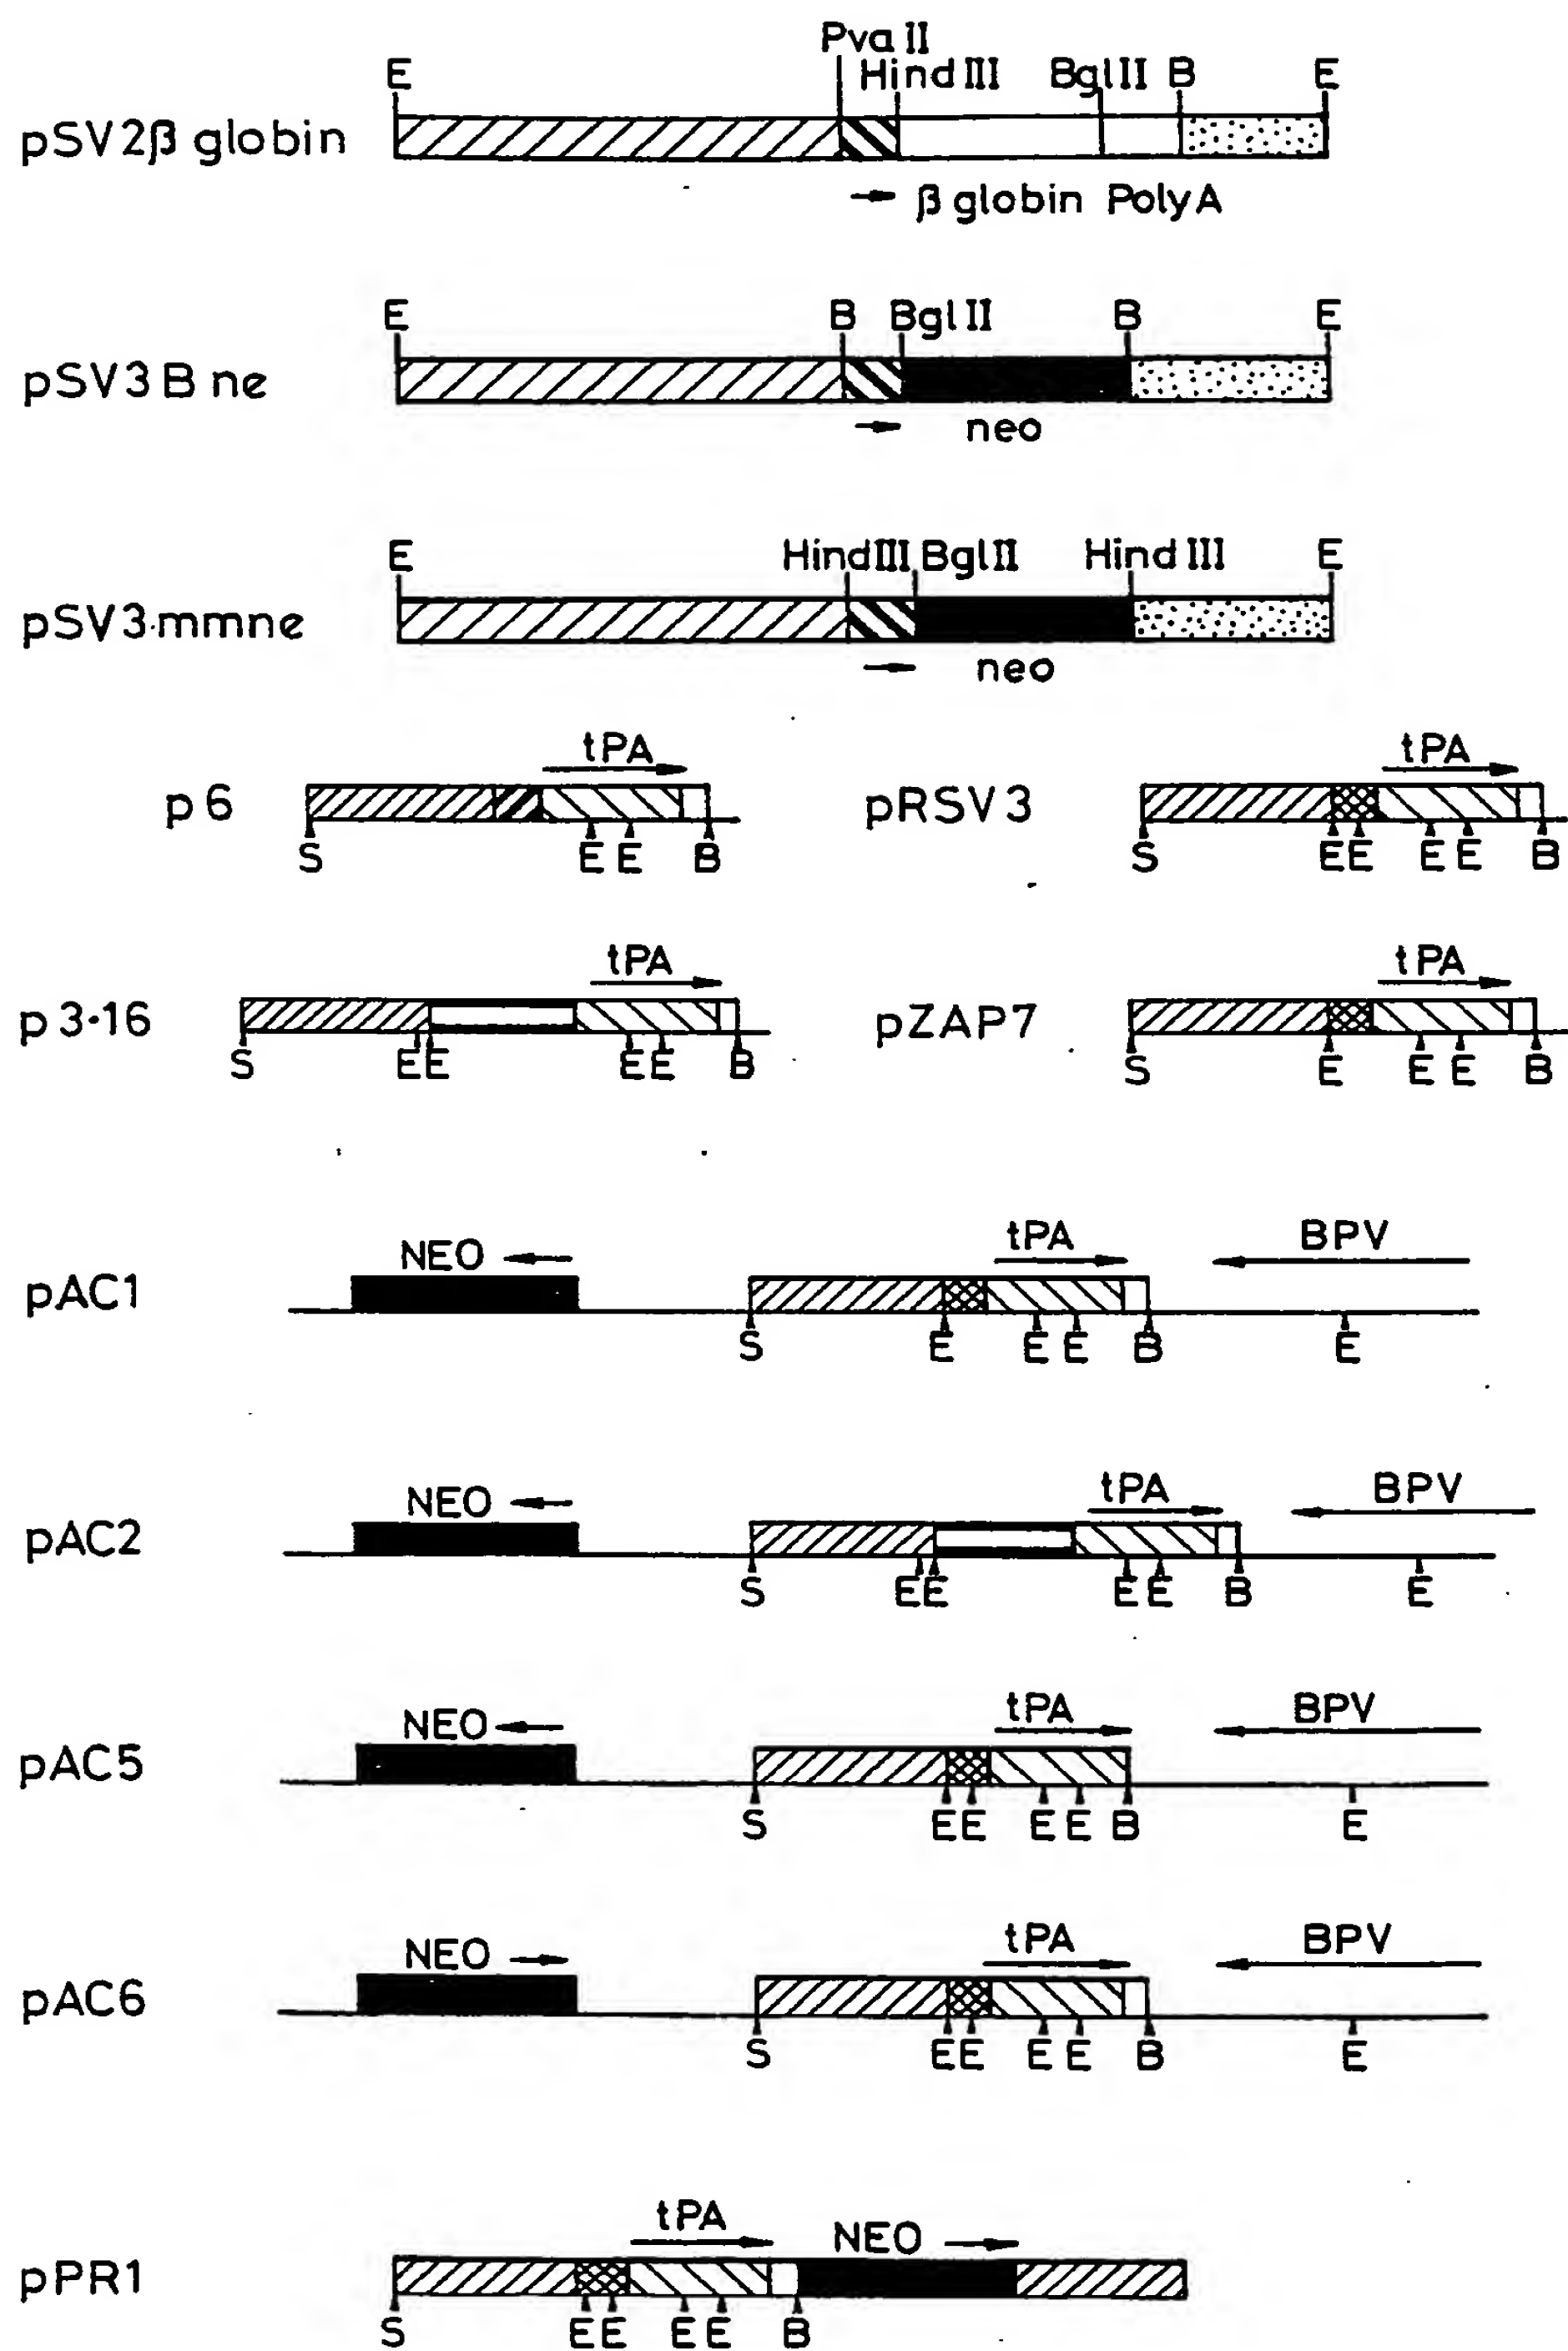 Pva II
E Hind III Bgl II B E
pSV2β globin
→ β globin PolyA
E B Bgl II B E
pSV3 B ne
→ neo
E Hind III Bgl II Hind III E
pSV3·mmne
→ neo
tPA
p 6
S E E B
tPA
pRSV 3
S E E E E B
tPA
p 3·16
S E E E E B
tPA
pZAP7
S E E E B
NEO tPA BPV
pAC1
S E E E B E
NEO tPA BPV
pAC2
S E E E E B E
NEO tPA BPV
pAC5
S E E E E B E
NEO tPA BPV
pAC6
S E E E E B E
tPA NEO
pPR1
S E E E E B